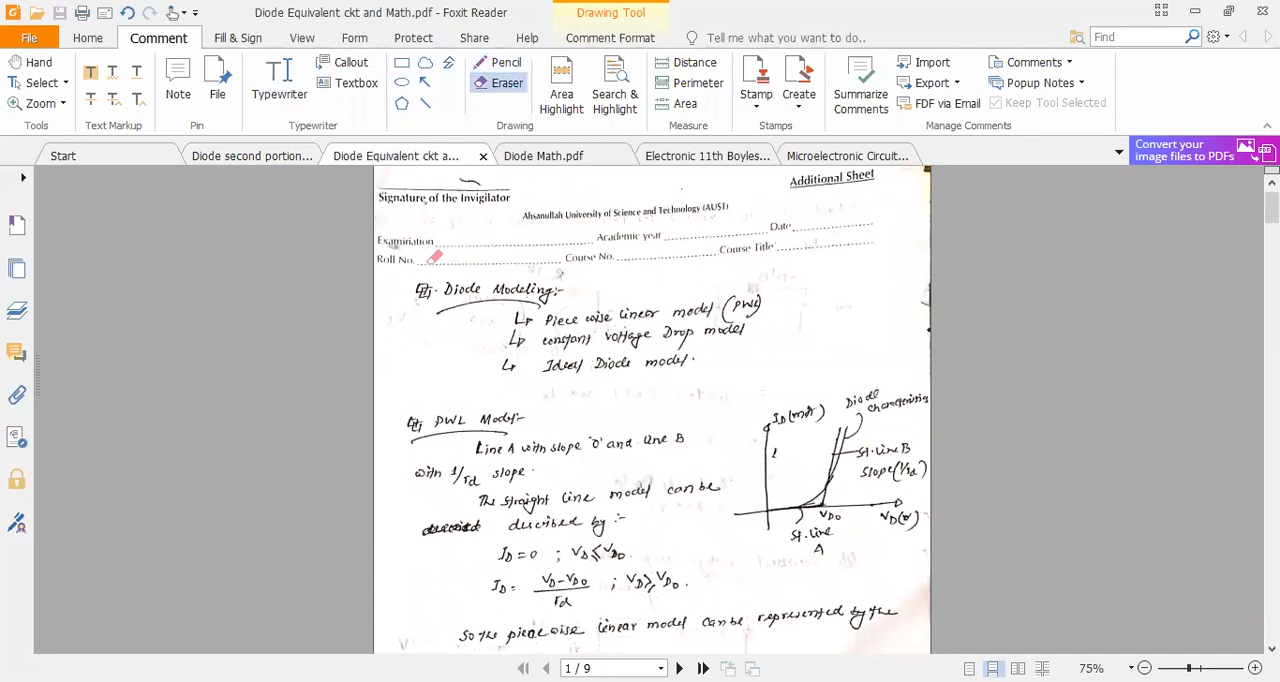 Diode Equivalent ckt and Math.pdf - Foxit Reader
Drawing Tool
File Home Comment Fill & Sign View Form Protect Share Help Comment Format Tell me what you want to do.. Find
Hand
Select
Zoom
Tools
Text Markup
Note
File
Pin
Typewriter
Callout
Textbox
Typewriter
Pencil
Eraser
Area Highlight
Search & Highlight
Drawing
Distance
Perimeter
Area
Measure
Stamp
Create
Stamps
Summarize Comments
Import
Export
FDF via Email
Comments
Popup Notes
Keep Tool Selected
Manage Comments
Start
Diode second portion...
Diode Equivalent ckt a...
Diode Math.pdf
Electronic 11th Boyles...
Microelectronic Circuit...
Convert your
image files to PDFs
Signature of the Invigilator
Additional Sheet
Ahsanullah University of Science and Technology (AUST)
Examination Academic year Date
Roll No. Course No. Course Title
Diode Modeling:-
Piece wise linear model (PWL)
constant voltage Drop model
Ideal Diode model.
PWL Model:-
Line A with slope '0' and line B
with 1/rd slope.
The straight line model can be
described by:-
ID = 0 ; VD ≤ VD0.
ID = (VD - VD0)/rd ; VD ≥ VD0.
So the piecewise linear model can be represented by the
ID(mA)
Diode
characteristics
St. line B
slope(1/rd)
VD0
VD(V)
St. line
A
1 / 9
75%